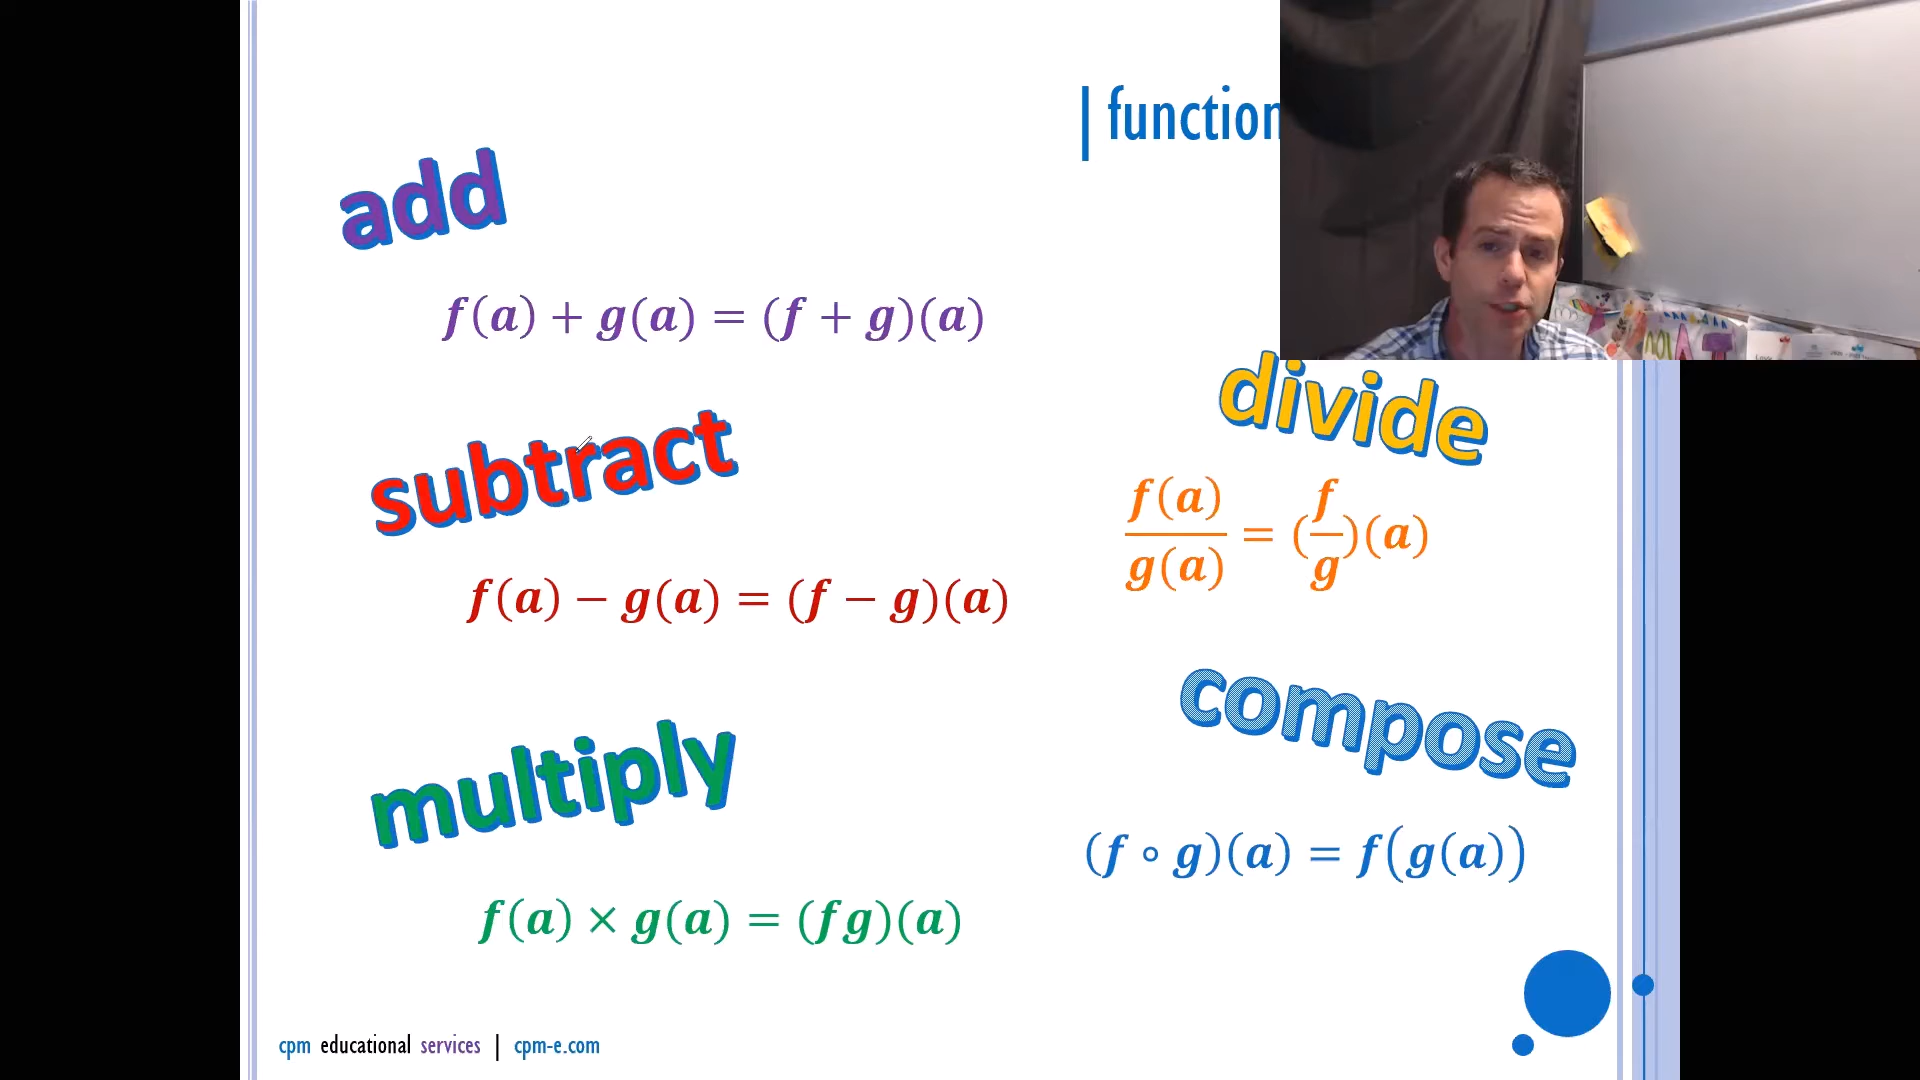 | function
add
f(a) + g(a) = (f + g)(a)
subtract
f(a) − g(a) = (f − g)(a)
multiply
f(a) × g(a) = (fg)(a)
divide
f(a)/g(a) = (f/g)(a)
compose
(f ∘ g)(a) = f(g(a))
cpm educational services | cpm-e.com